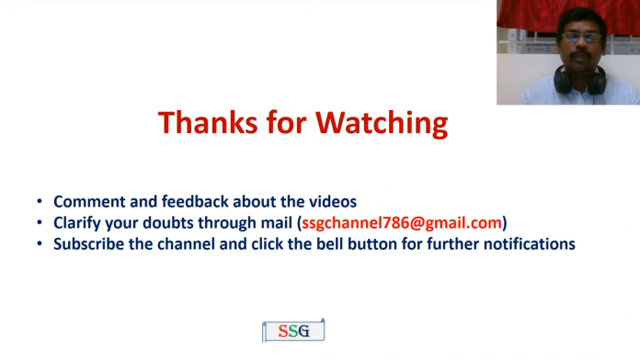 Thanks for Watching
• Comment and feedback about the videos
• Clarify your doubts through mail (ssgchannel786@gmail.com)
• Subscribe the channel and click the bell button for further notifications
SSG